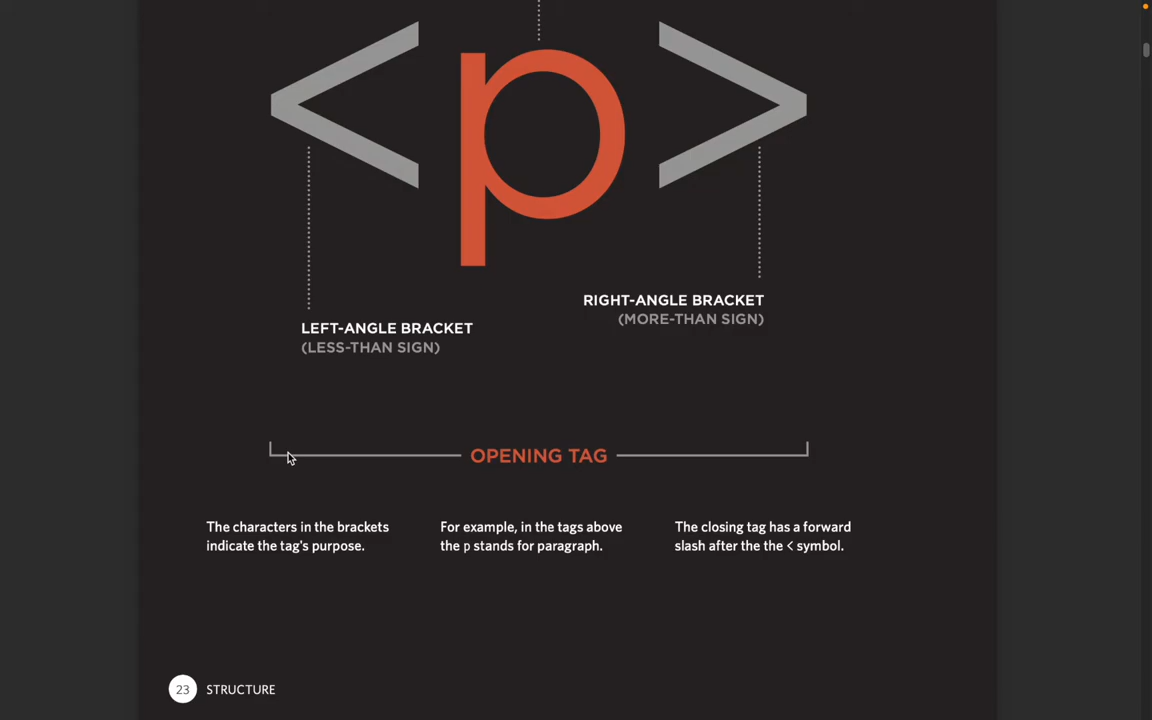 <p>
RIGHT-ANGLE BRACKET
(MORE-THAN SIGN)
LEFT-ANGLE BRACKET
(LESS-THAN SIGN)
OPENING TAG
The characters in the brackets
indicate the tag's purpose.
For example, in the tags above
the p stands for paragraph.
The closing tag has a forward
slash after the the < symbol.
23 STRUCTURE